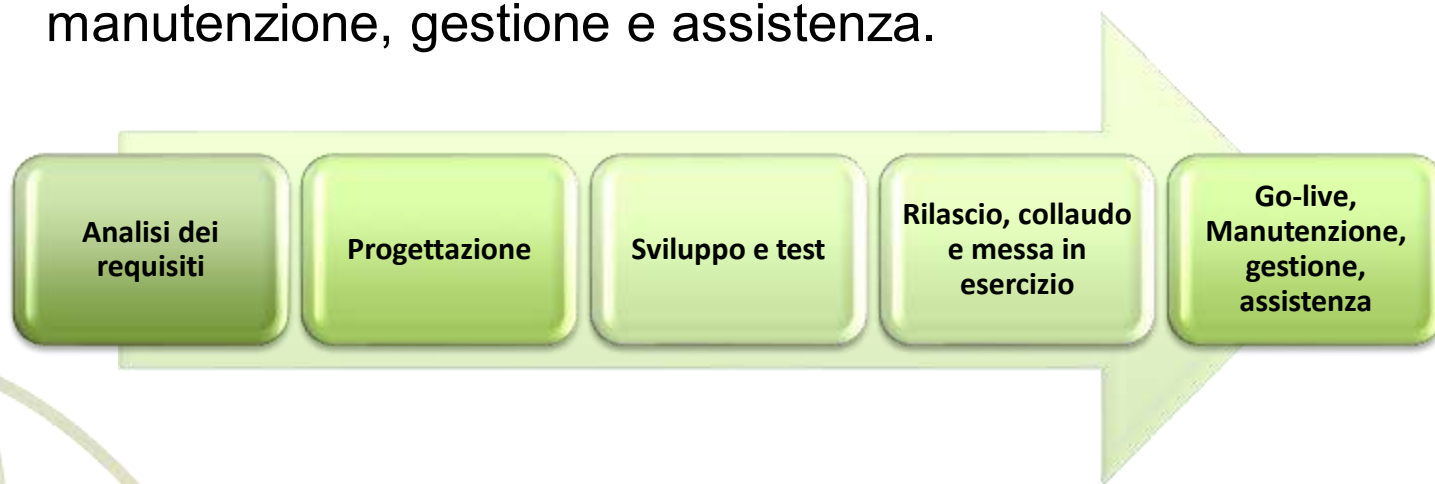 manutenzione, gestione e assistenza.
Analisi dei
requisiti
Progettazione
Sviluppo e test
Rilascio, collaudo
e messa in
esercizio
Go-live,
Manutenzione,
gestione,
assistenza